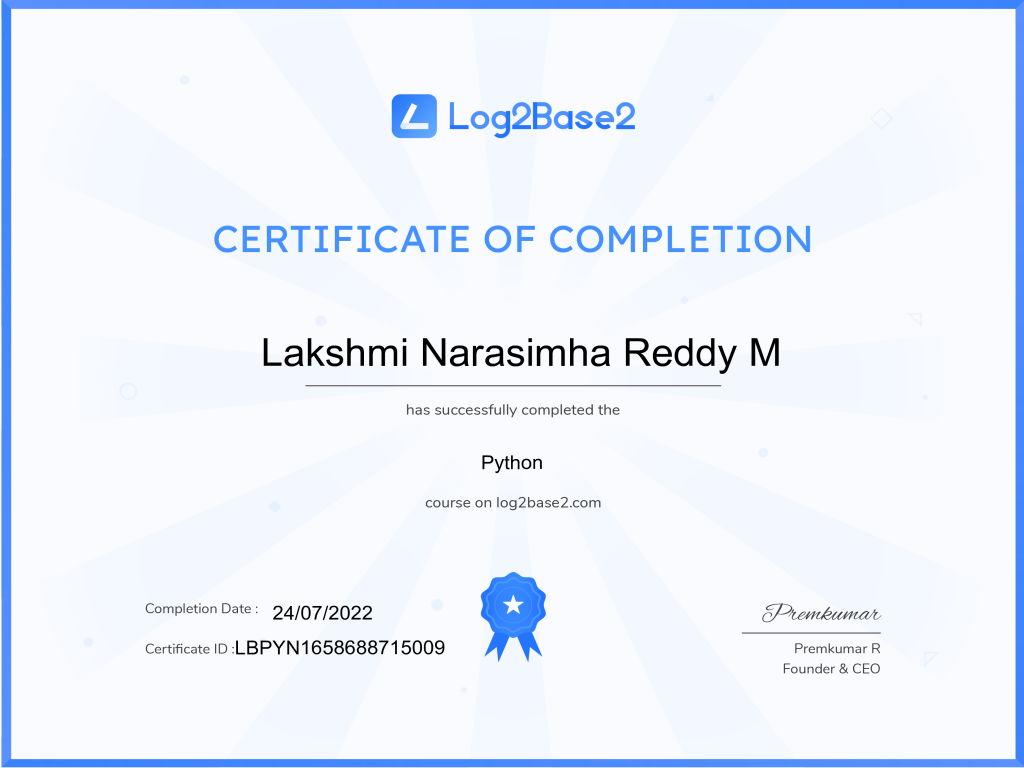 Log2Base2
CERTIFICATE OF COMPLETION
Lakshmi Narasimha Reddy M
has successfully completed the
Python
course on log2base2.com
Completion Date : 24/07/2022
Certificate ID :LBPYN1658688715009
Premkumar
Premkumar R
Founder & CEO